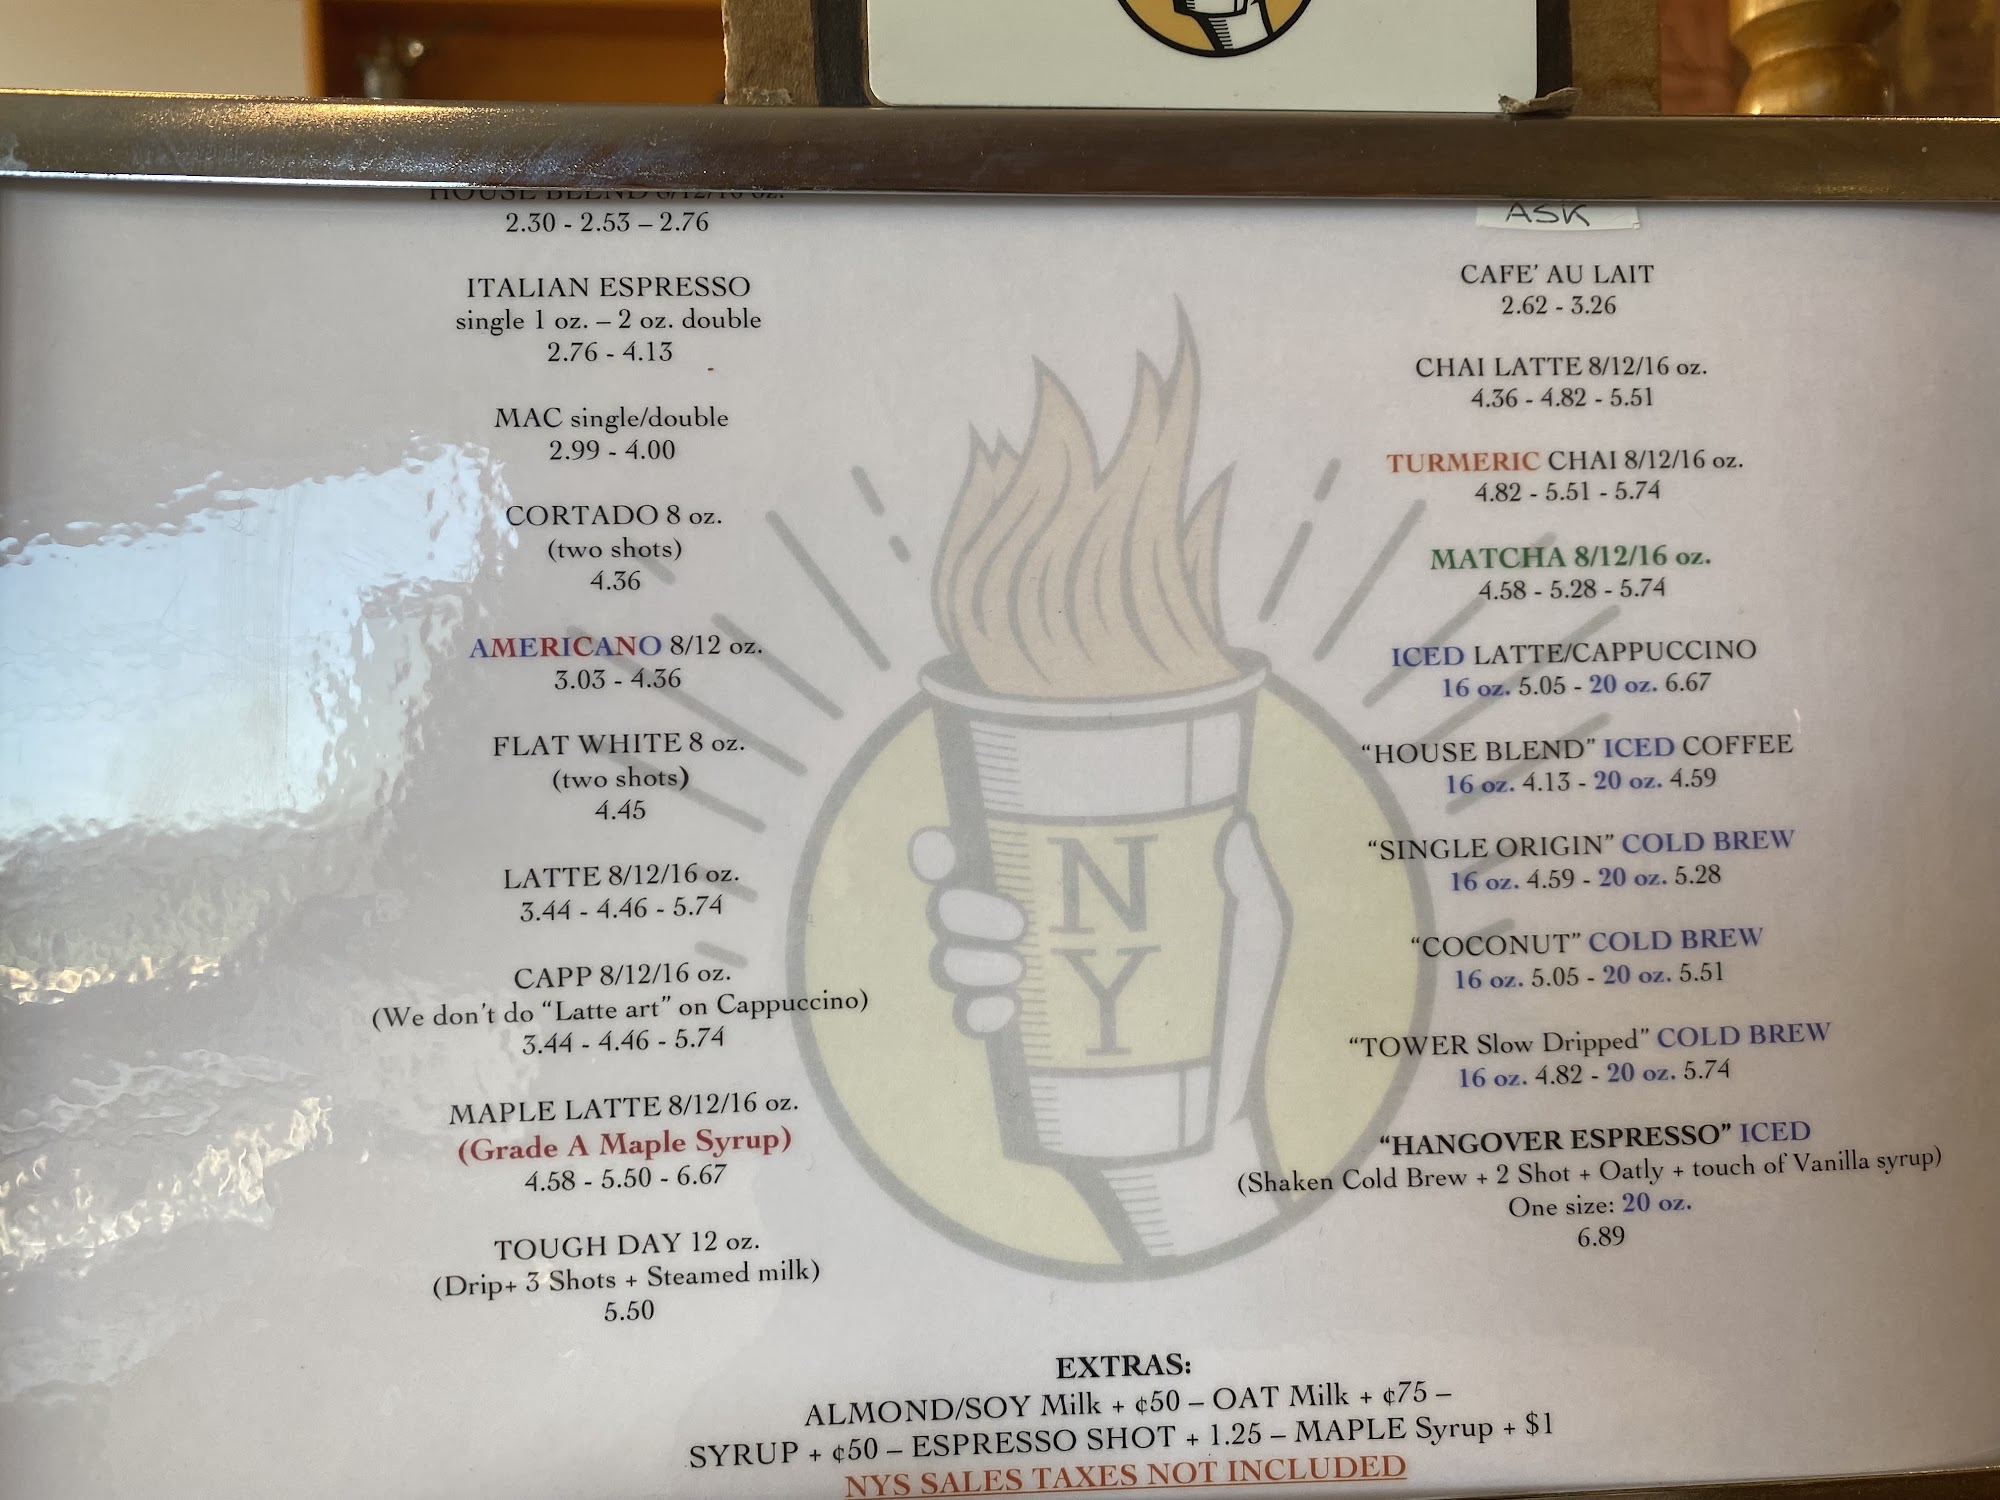 HOUSE BLEND 8/12/16 oz.
2.30 - 2.53 – 2.76
ITALIAN ESPRESSO
single 1 oz. – 2 oz. double
2.76 - 4.13
MAC single/double
2.99 - 4.00
CORTADO 8 oz.
(two shots)
4.36
AMERICANO 8/12 oz.
3.03 - 4.36
FLAT WHITE 8 oz.
(two shots)
4.45
LATTE 8/12/16 oz.
3.44 - 4.46 - 5.74
CAPP 8/12/16 oz.
(We don't do “Latte art” on Cappuccino)
3.44 - 4.46 - 5.74
MAPLE LATTE 8/12/16 oz.
(Grade A Maple Syrup)
4.58 - 5.50 - 6.67
TOUGH DAY 12 oz.
(Drip+ 3 Shots + Steamed milk)
5.50
N
Y
ASK
CAFE' AU LAIT
2.62 - 3.26
CHAI LATTE 8/12/16 oz.
4.36 - 4.82 - 5.51
TURMERIC CHAI 8/12/16 oz.
4.82 - 5.51 - 5.74
MATCHA 8/12/16 oz.
4.58 - 5.28 - 5.74
ICED LATTE/CAPPUCCINO
16 oz. 5.05 - 20 oz. 6.67
“HOUSE BLEND” ICED COFFEE
16 oz. 4.13 - 20 oz. 4.59
“SINGLE ORIGIN” COLD BREW
16 oz. 4.59 - 20 oz. 5.28
“COCONUT” COLD BREW
16 oz. 5.05 - 20 oz. 5.51
“TOWER Slow Dripped” COLD BREW
16 oz. 4.82 - 20 oz. 5.74
“HANGOVER ESPRESSO” ICED
(Shaken Cold Brew + 2 Shot + Oatly + touch of Vanilla syrup)
One size: 20 oz.
6.89
EXTRAS:
ALMOND/SOY Milk + ¢50 – OAT Milk + ¢75 –
SYRUP + ¢50 – ESPRESSO SHOT + 1.25 – MAPLE Syrup + $1
NYS SALES TAXES NOT INCLUDED